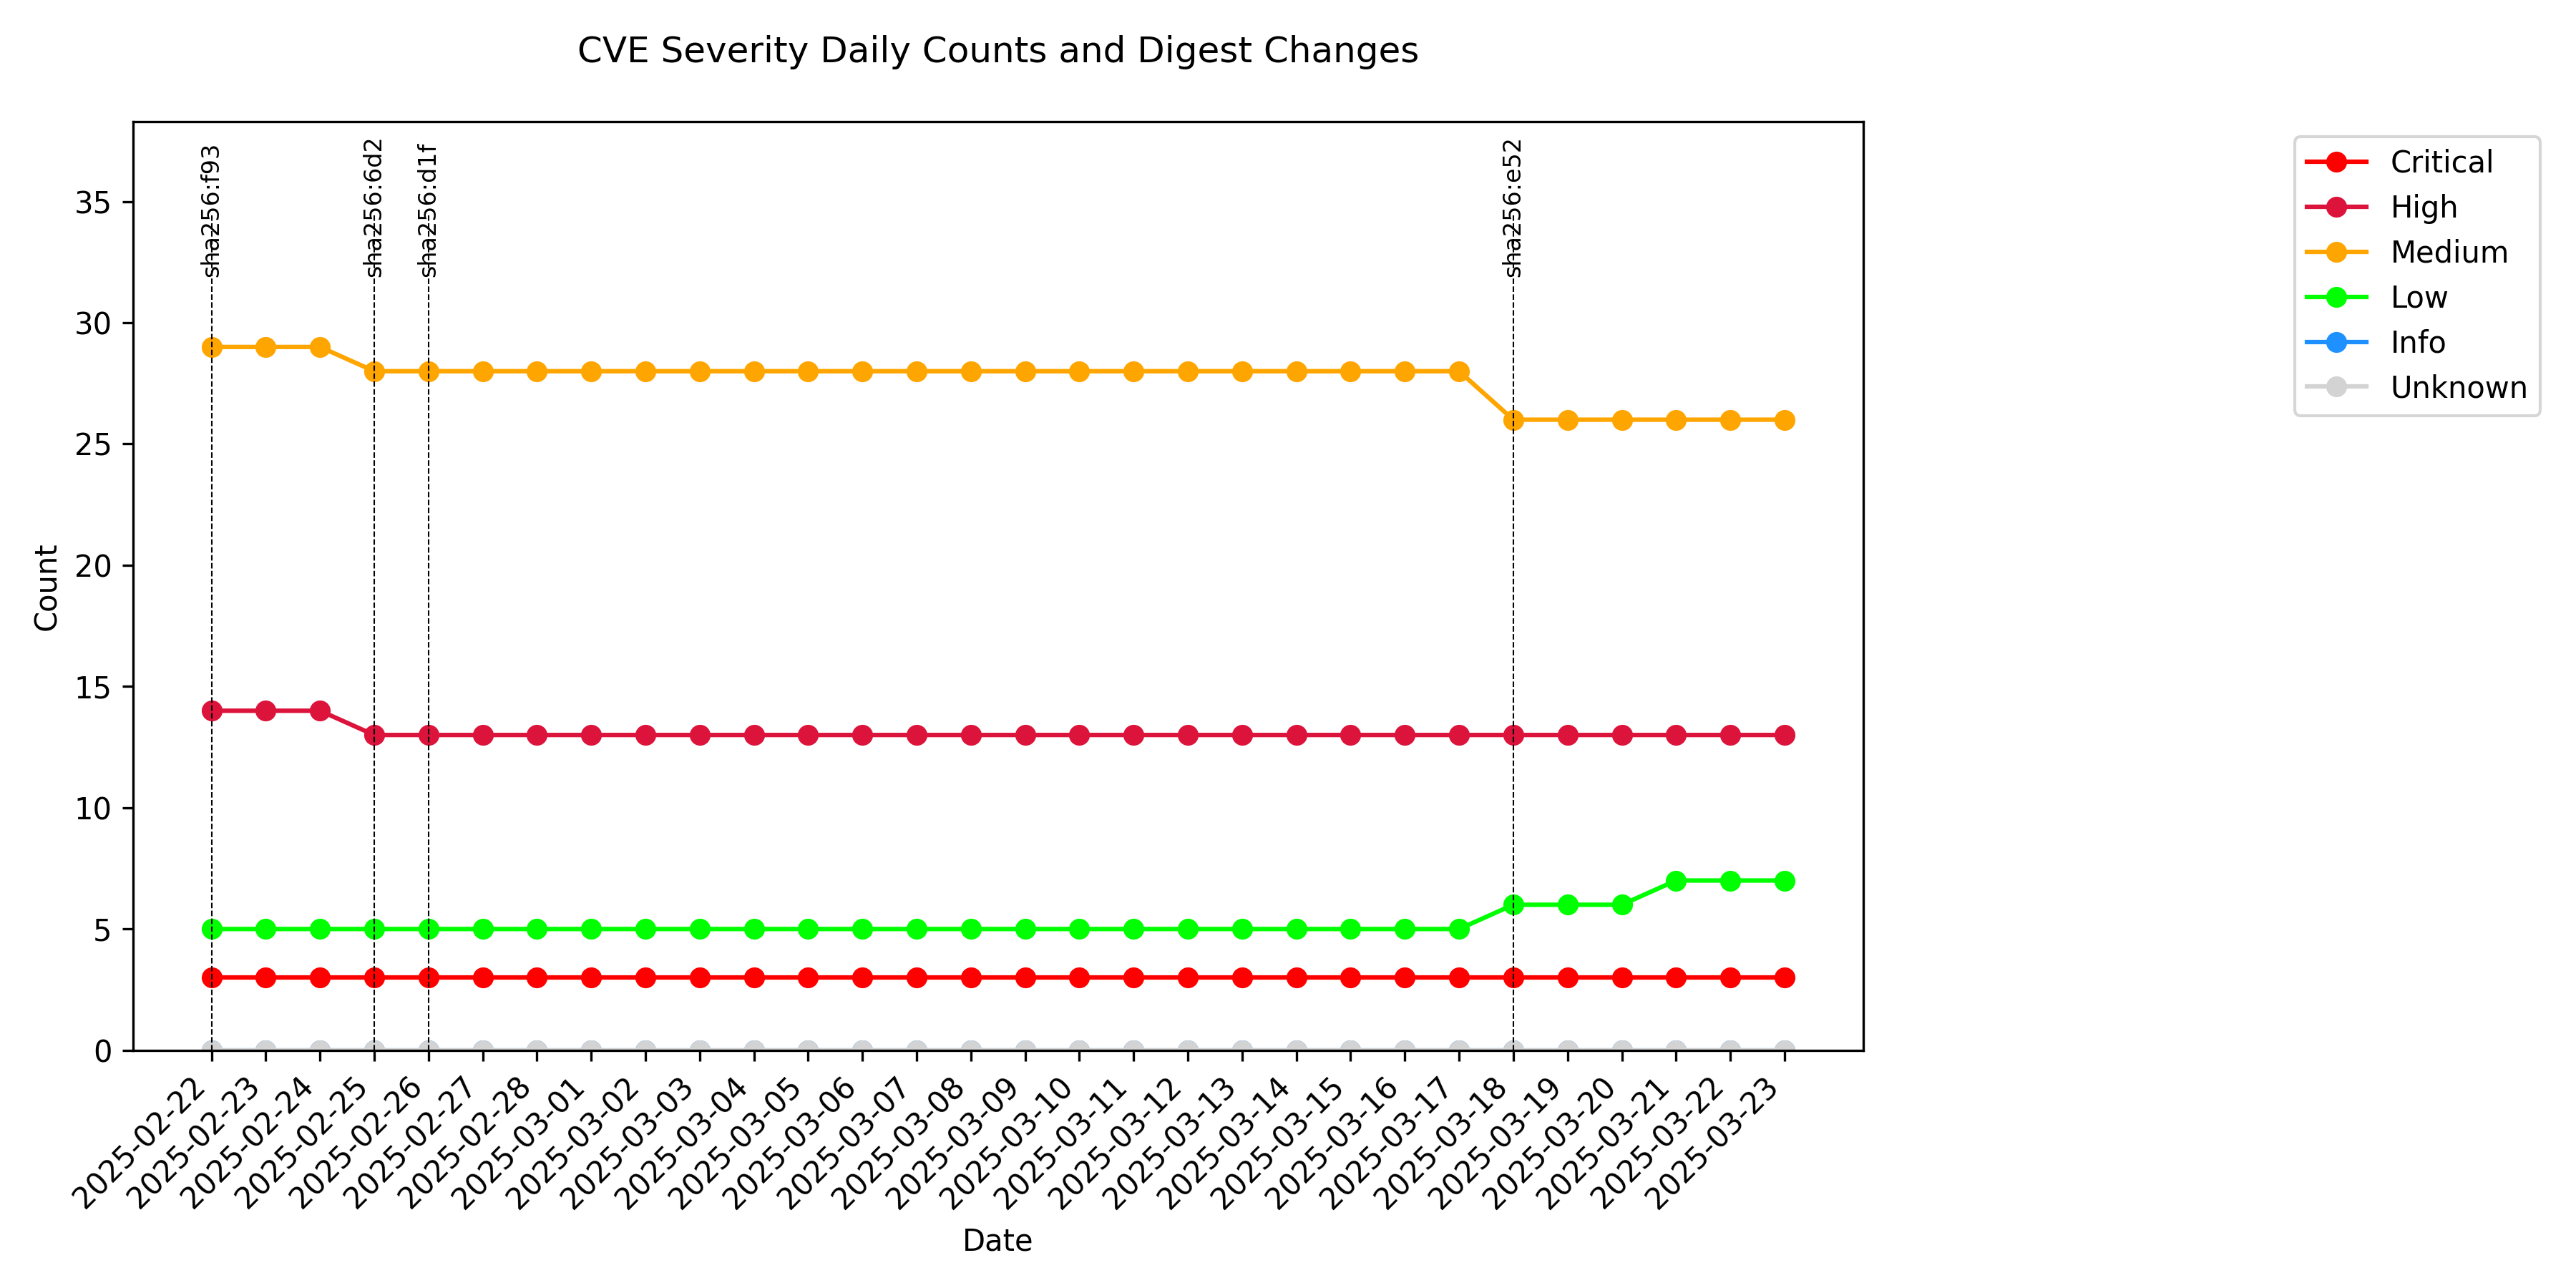 CVE Severity Daily Counts and Digest Changes
sha256:f93
sha256:6d2
sha256:d1f
sha256:e52
Critical
High
Medium
Low
Info
Unknown
Count
35
30
25
20
15
10
5
0
2025-02-22
2025-02-23
2025-02-24
2025-02-25
2025-02-26
2025-02-27
2025-02-28
2025-03-01
2025-03-02
2025-03-03
2025-03-04
2025-03-05
2025-03-06
2025-03-07
2025-03-08
2025-03-09
2025-03-10
2025-03-11
2025-03-12
2025-03-13
2025-03-14
2025-03-15
2025-03-16
2025-03-17
2025-03-18
2025-03-19
2025-03-20
2025-03-21
2025-03-22
2025-03-23
Date